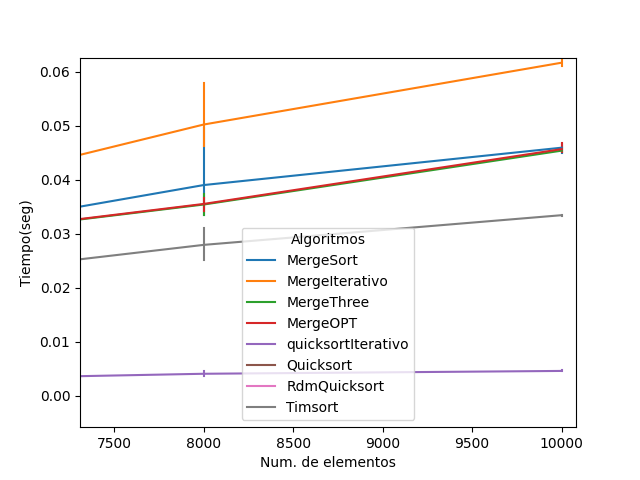 0.06
0.05
0.04
0.03
0.02
0.01
0.00
Tiempo(seg)
Algoritmos
MergeSort
MergeIterativo
MergeThree
MergeOPT
quicksortIterativo
Quicksort
RdmQuicksort
Timsort
7500 8000 8500 9000 9500 10000
Num. de elementos